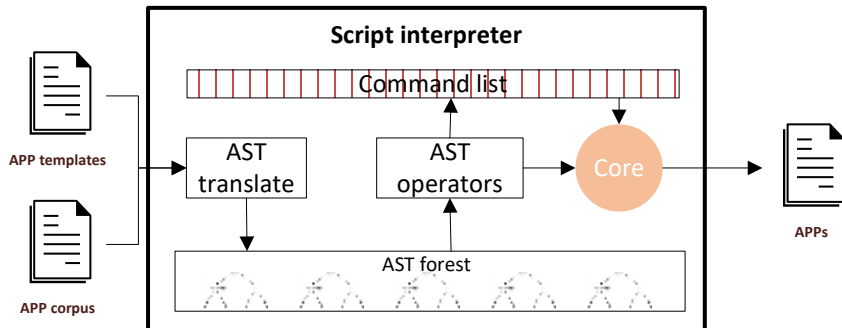 Script interpreter
Command list
APP templates
AST
translate
AST
operators
Core
APPs
APP corpus
AST forest